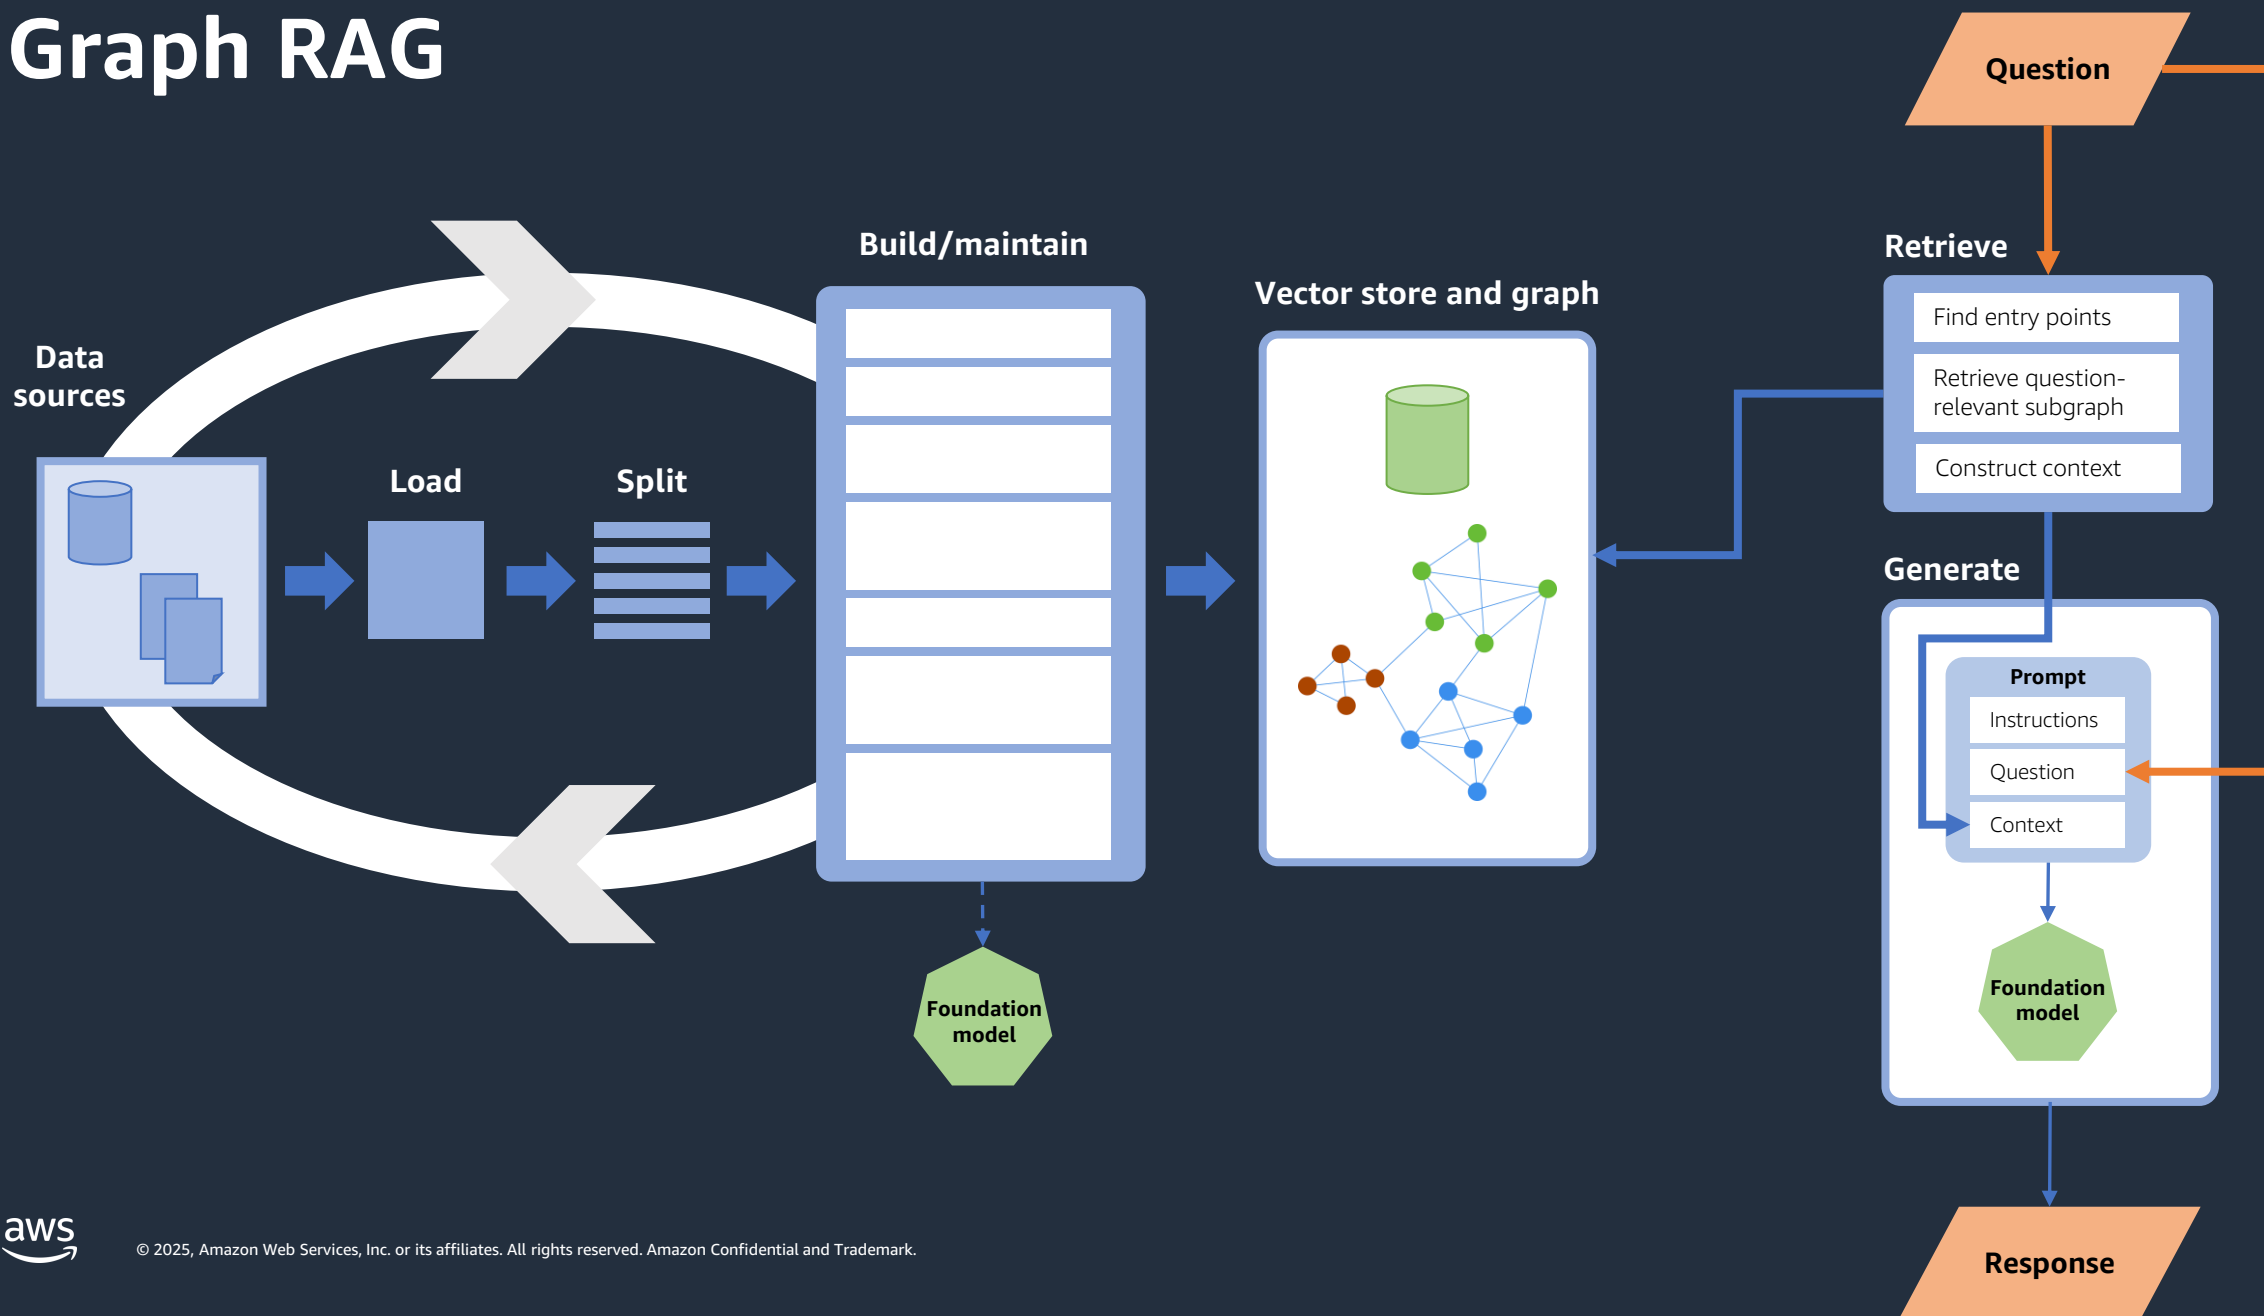 Graph RAG
Question
Build/maintain
Retrieve
Find entry points
Retrieve question-
relevant subgraph
Construct context
Vector store and graph
Data
sources
Load
Split
Generate
Prompt
Instructions
Question
Context
Foundation
model
Foundation
model
aws
© 2025, Amazon Web Services, Inc. or its affiliates. All rights reserved. Amazon Confidential and Trademark.
Response